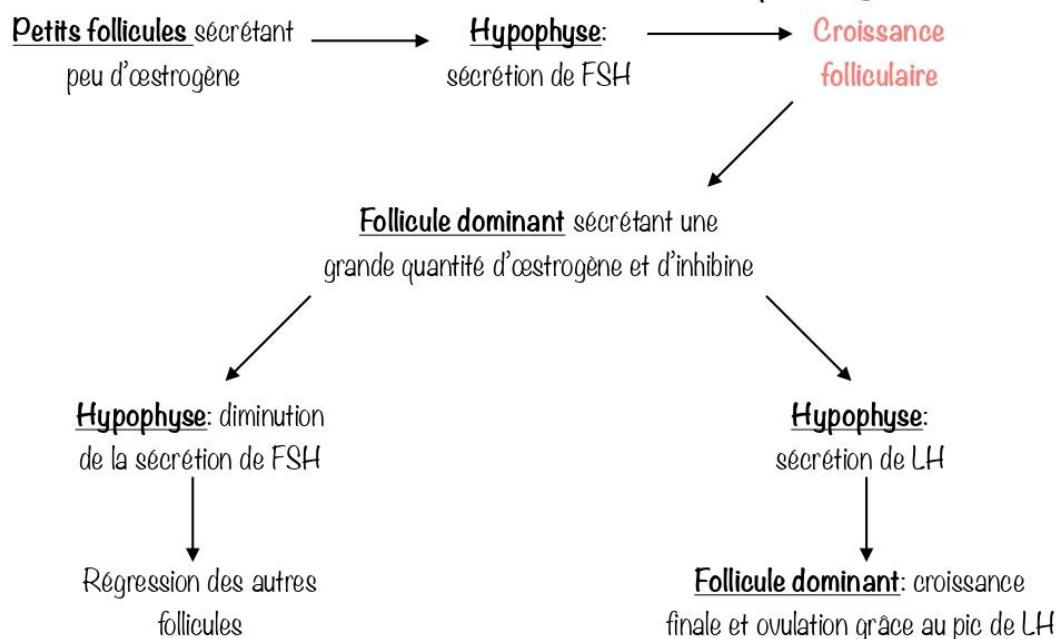 Petits follicules sécrétant
peu d'œstrogène
Hypophyse:
sécrétion de FSH
Croissance
folliculaire
Follicule dominant sécrétant une
grande quantité d'œstrogène et d'inhibine
Hypophyse: diminution
de la sécrétion de FSH
Hypophyse:
sécrétion de LH
Régression des autres
follicules
Follicule dominant: croissance
finale et ovulation grâce au pic de LH